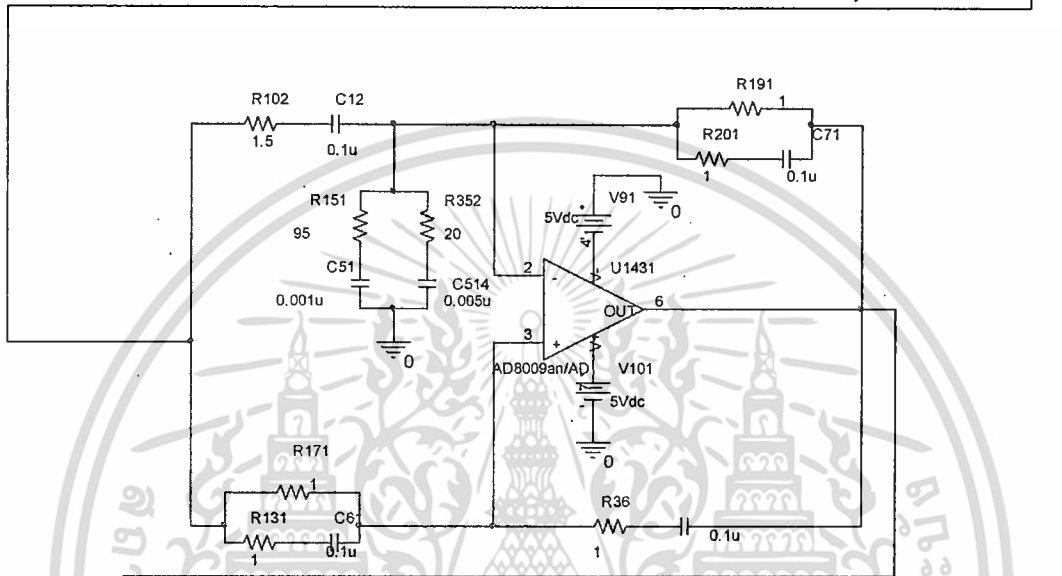 R191
1
R102
C12
R201
C71
1.5
0.1u
1
0.1u
R151
R352
V91
0
5Vdc
95
20
4
C51
U1431
2
-
V-
C514
0.001u
0.005u
6
OUT
3
+
0
AD8009an/AD
V101
5Vdc
R171
0
1
R36
R131
C6
0.1u
0.1u
1
1